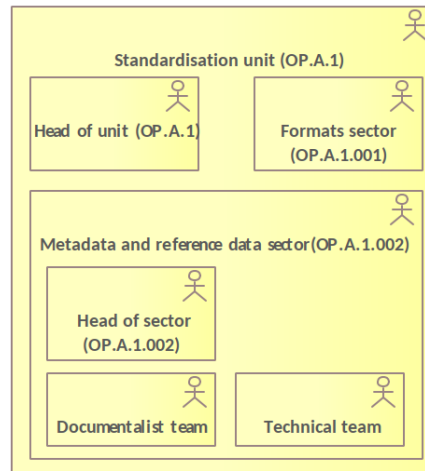 Standardisation unit (OP.A.1)
Head of unit (OP.A.1)
Formats sector
(OP.A.1.001)
Metadata and reference data sector(OP.A.1.002)
Head of sector
(OP.A.1.002)
Documentalist team
Technical team